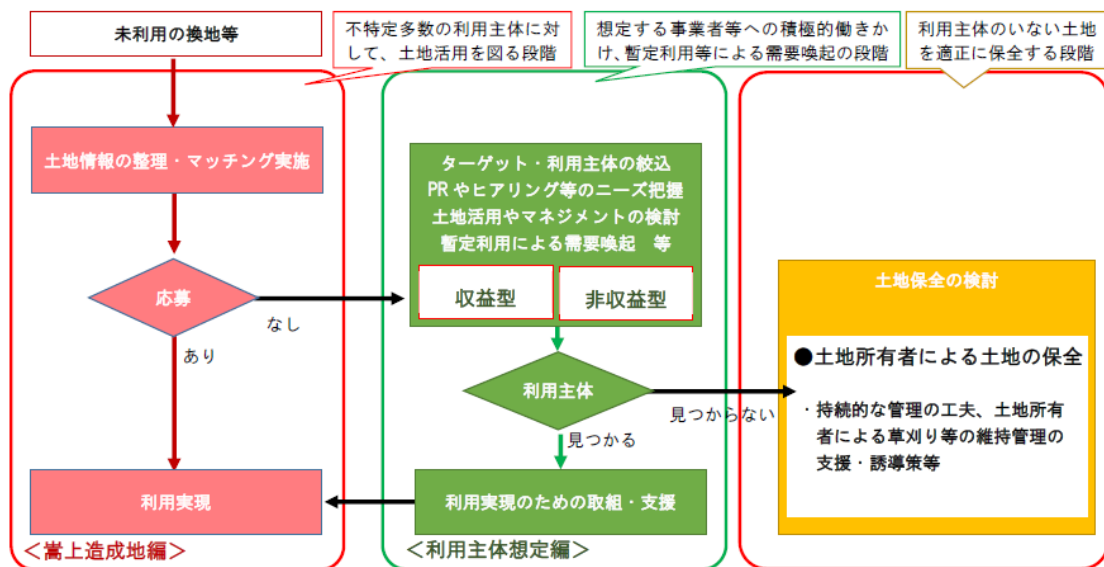 未利用の換地等
不特定多数の利用主体に対
して、土地活用を図る段階
想定する事業者等への積極的働きか
け、暫定利用等による需要喚起の段階
利用主体のいない土地
を適正に保全する段階
土地情報の整理・マッチング実施
応募
なし
あり
利用実現
＜嵩上造成地編＞
ターゲット・利用主体の絞込
PRやヒアリング等のニーズ把握
土地活用やマネジメントの検討
暫定利用による需要喚起　等
収益型
非収益型
利用主体
見つからない
見つかる
利用実現のための取組・支援
＜利用主体想定編＞
土地保全の検討
●土地所有者による土地の保全
・持続的な管理の工夫、土地所有
者による草刈り等の維持管理の
支援・誘導策等